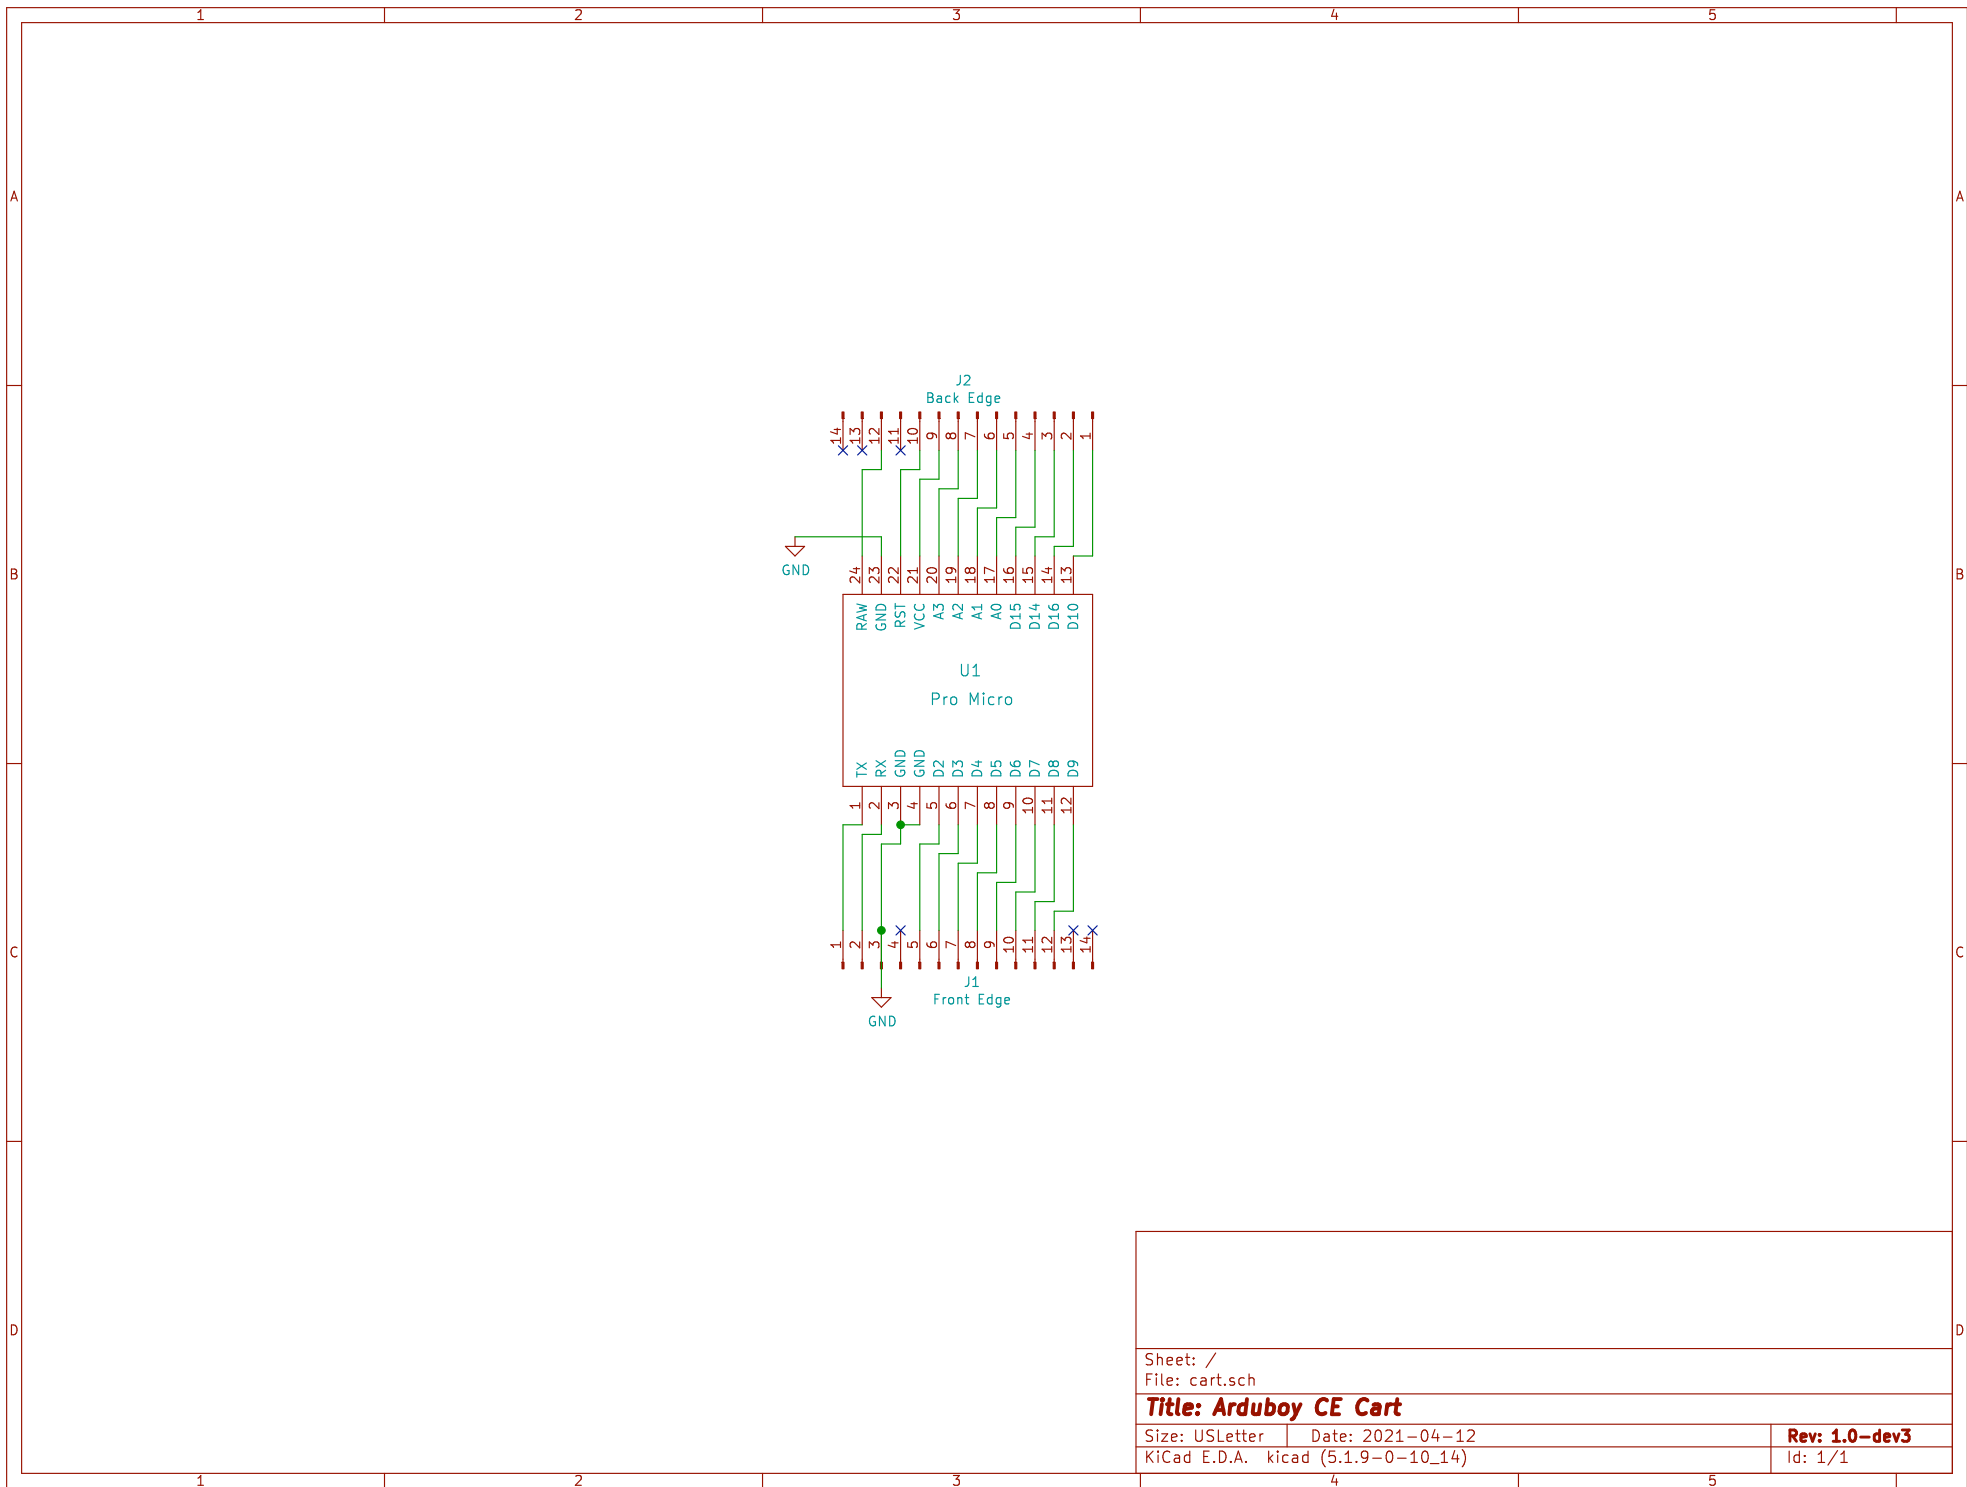 1 2 3 4 5
A A
J2
Back Edge
14 13 12 11 10 9 8 7 6 5 4 3 2 1
GND
B B
24 23 22 21 20 19 18 17 16 15 14 13
RAW GND RST VCC A3 A2 A1 A0 D15 D14 D16 D10
U1
Pro Micro
TX RX GND GND D2 D3 D4 D5 D6 D7 D8 D9
1 2 3 4 5 6 7 8 9 10 11 12
C C
1 2 3 4 5 6 7 8 9 10 11 12 13 14
J1
Front Edge
GND
D D
Sheet: /
File: cart.sch
Title: Arduboy CE Cart
Size: USLetter Date: 2021-04-12 Rev: 1.0-dev3
KiCad E.D.A. kicad (5.1.9-0-10_14) Id: 1/1
1 2 3 4 5